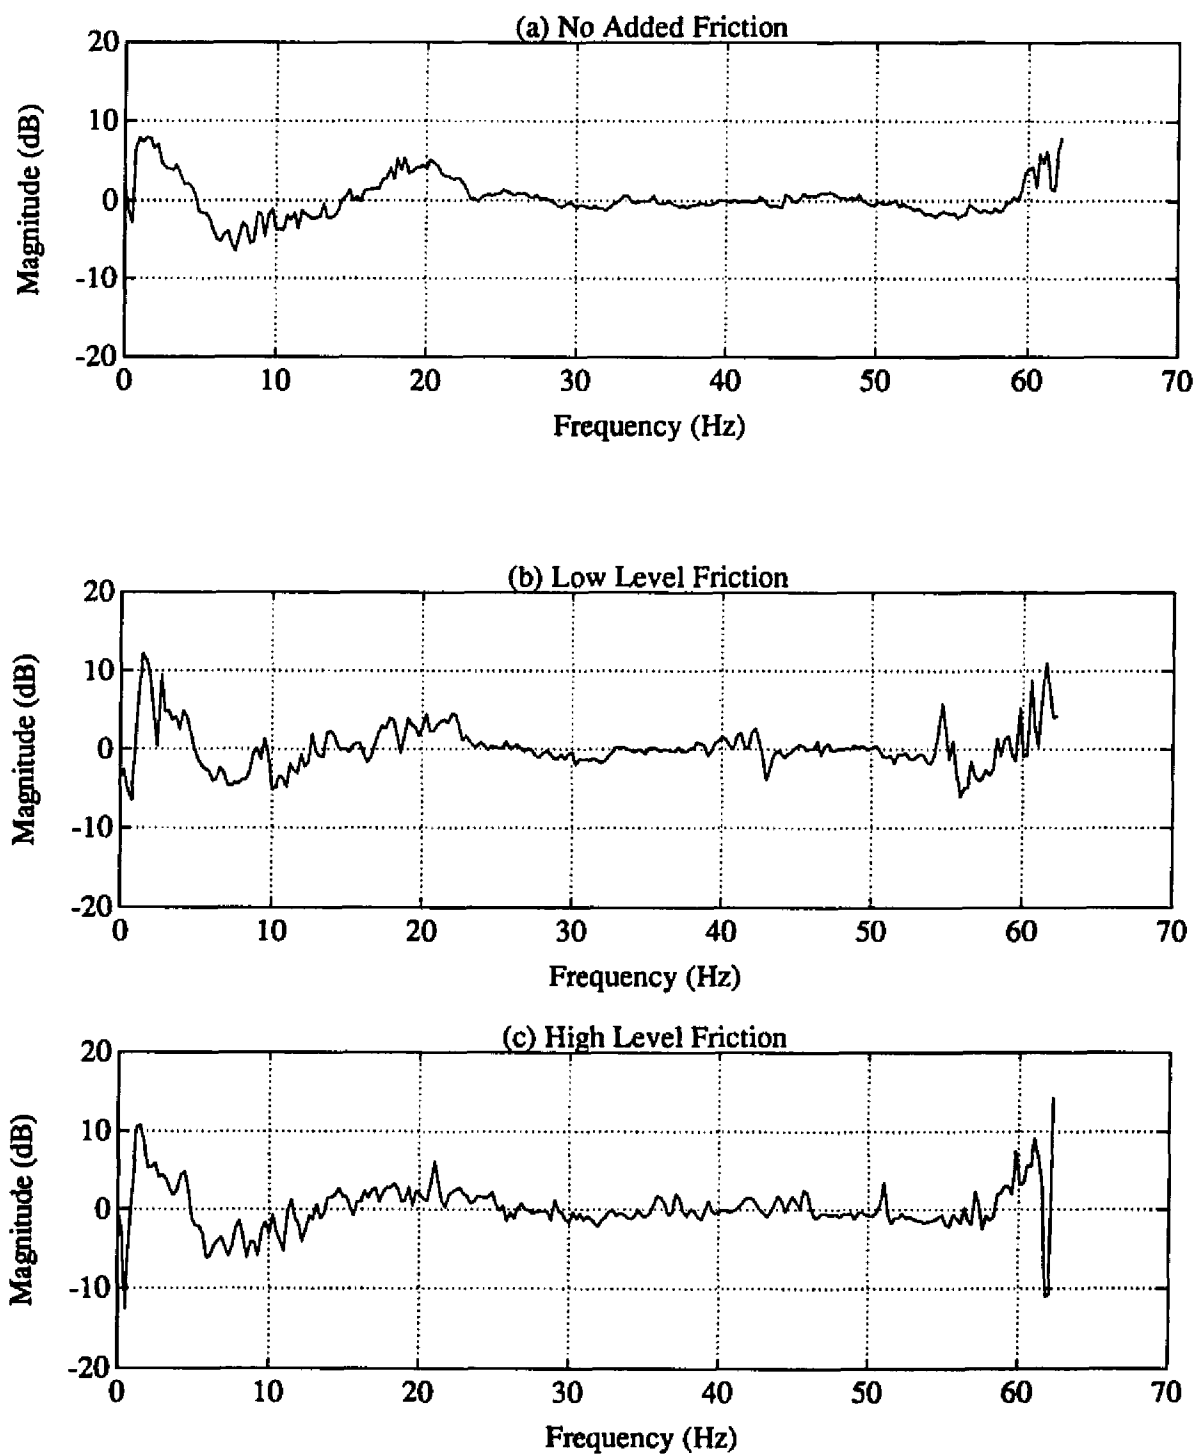 (a) No Added Friction
20
10
0
-10
-20
Magnitude (dB)
0 10 20 30 40 50 60 70
Frequency (Hz)
(b) Low Level Friction
20
10
0
-10
-20
Magnitude (dB)
0 10 20 30 40 50 60 70
Frequency (Hz)
(c) High Level Friction
20
10
0
-10
-20
Magnitude (dB)
0 10 20 30 40 50 60 70
Frequency (Hz)